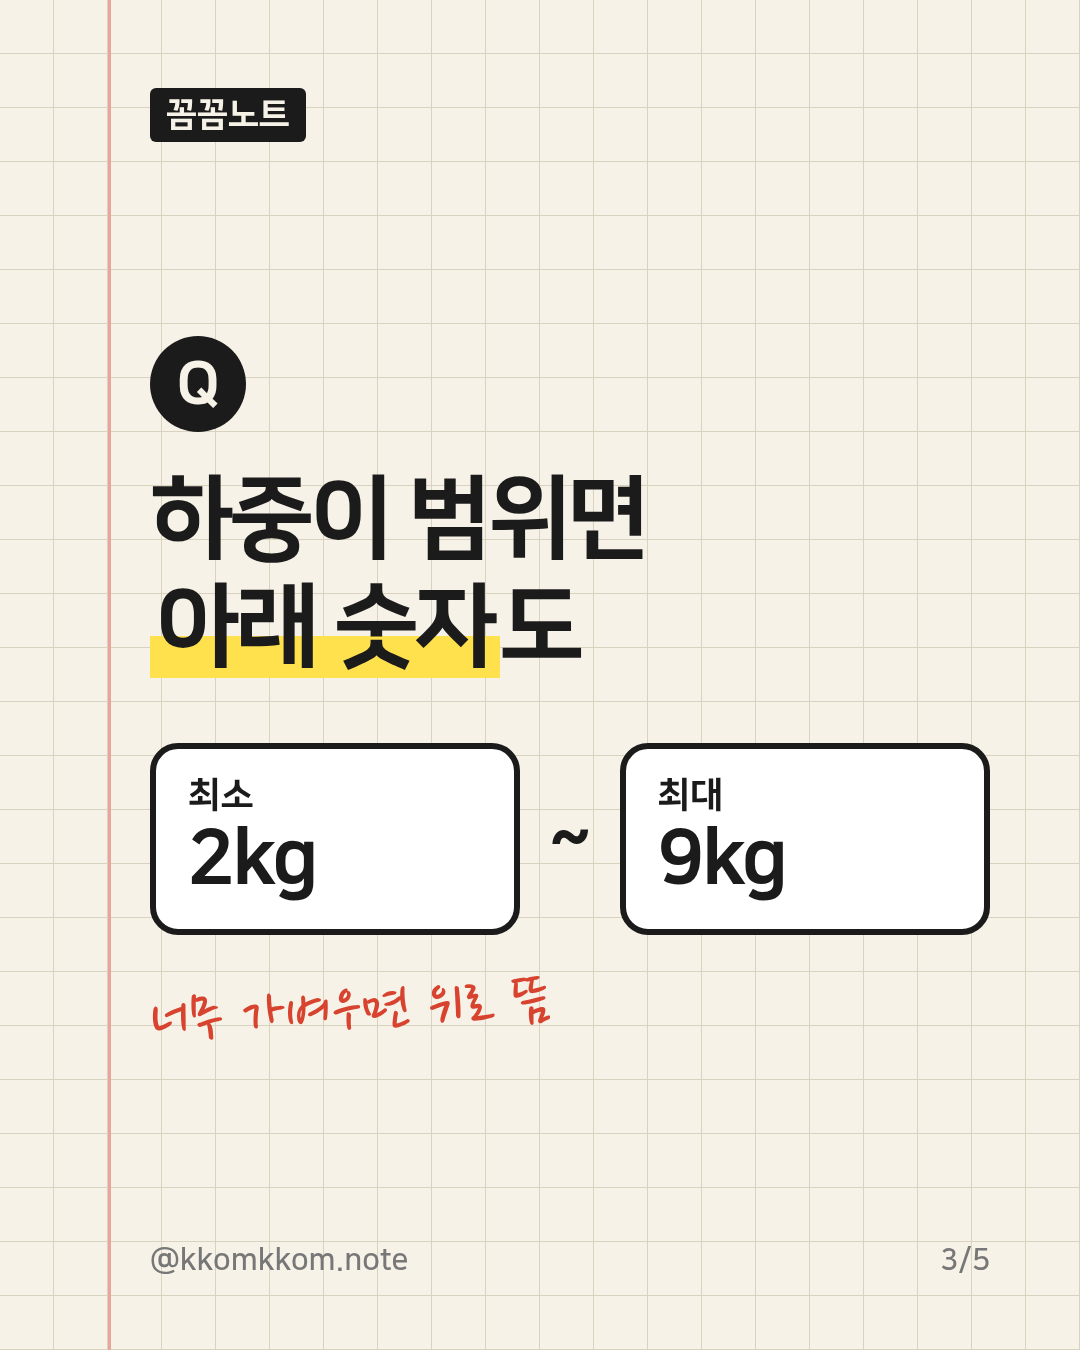 꼼꼼노트
Q
하중이 범위면
아래 숫자도
최소
2kg
~
최대
9kg
너무 가벼우면 위로 뜸
@kkomkkom.note
3/5